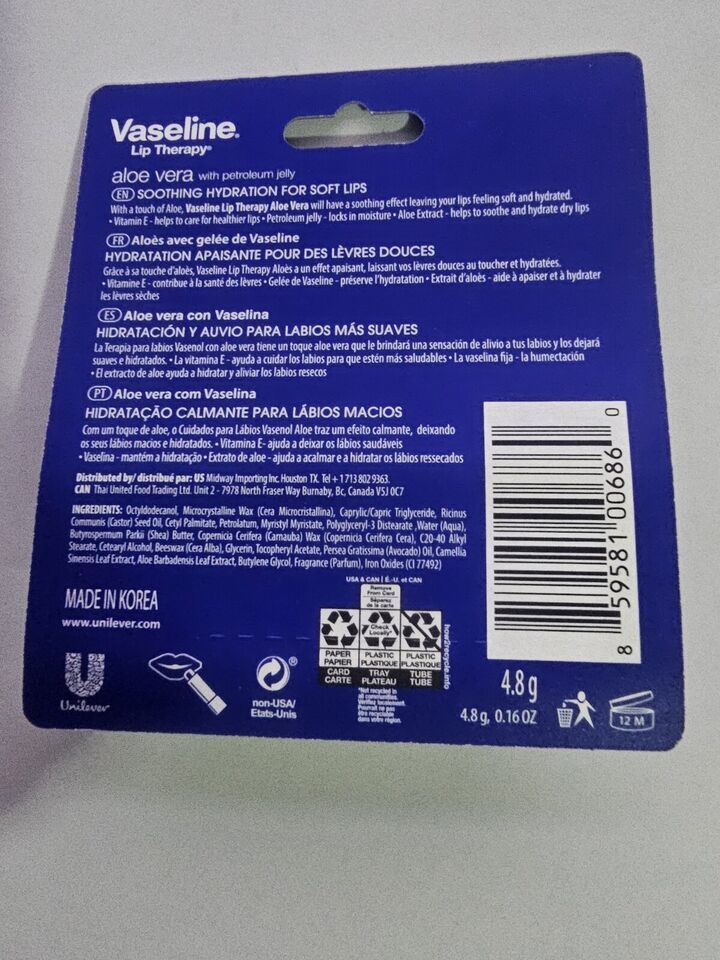 Vaseline.
Lip Therapy®
aloe vera with petroleum jelly
EN SOOTHING HYDRATION FOR SOFT LIPS
With a touch of Aloe, Vaseline Lip Therapy Aloe Vera will have a soothing effect leaving your lips feeling soft and hydrated.
• Vitamin E - helps to care for healthier lips • Petroleum jelly - locks in moisture • Aloe Extract - helps to soothe and hydrate dry lips
FR Aloès avec gelée de Vaseline
HYDRATATION APAISANTE POUR DES LÈVRES DOUCES
Grâce à sa touche d'aloès, Vaseline Lip Therapy Aloès a un effet apaisant, laissant vos lèvres douces au toucher et hydratées.
• Vitamine E - contribue à la santé des lèvres • Gelée de Vaseline - préserve l'hydratation • Extrait d'aloès - aide à apaiser et à hydrater
les lèvres sèches
ES Aloe vera con Vaselina
HIDRATACIÓN Y AUVIO PARA LABIOS MÁS SUAVES
La Terapia para labios Vasenol con aloe vera tiene un toque aloe vera que le brindará una sensación de alivio a tus labios y los dejará
suaves e hidratados. • La vitamina E - ayuda a cuidar los labios para que estén más saludables • La vaselina fija - la humectación
• El extracto de aloe ayuda a hidratar y aliviar los labios resecos
PT Aloe vera com Vaselina
HIDRATAÇÃO CALMANTE PARA LÁBIOS MACIOS
Com um toque de aloe, o Cuidados para Lábios Vasenol Aloe traz um efeito calmante, deixando
os seus lábios macios e hidratados. • Vitamina E- ajuda a deixar os lábios saudáveis
• Vaselina - mantém a hidratação • Extrato de aloe - ajuda a acalmar e a hidratar os lábios ressecados
Distributed by/ distribué par: US Midway Importing Inc. Houston TX. Tel + 1 713 802 9363.
CAN Thai United Food Trading Ltd. Unit 2 - 7978 North Fraser Way Burnaby, Bc, Canada V5J 0C7
INGREDIENTS: Octyldodecanol, Microcrystalline Wax (Cera Microcristallina), Caprylic/Capric Triglyceride, Ricinus
Communis (Castor) Seed Oil, Cetyl Palmitate, Petrolatum, Myristyl Myristate, Polyglyceryl-3 Distearate ,Water (Aqua),
Butyrospermum Parkii (Shea) Butter, Copernicia Cerifera (Carnauba) Wax (Copernicia Cerifera Cera), C20-40 Alkyl
Stearate, Cetearyl Alcohol, Beeswax (Cera Alba), Glycerin, Tocopheryl Acetate, Persea Gratissima (Avocado) Oil, Camellia
Sinensis Leaf Extract, Aloe Barbadensis Leaf Extract, Butylene Glycol, Fragrance (Parfum), Iron Oxides (CI 77492)
MADE IN KOREA
www.unilever.com
Unilever
non-USA/
Etats-Unis
USA & CAN | É.-U. et CAN
Remove
From Card
Séparez
de la carte
Check
Locally*
PAPER
PAPIER
CARD
CARTE
PLASTIC
PLASTIQUE
TRAY
PLATEAU
PLASTIC
PLASTIQUE
TUBE
TUBE
*Not recycled in
all communities.
Vérifiez localement.
Pourrait ne pas
être recyclable
dans votre région.
how2recycle.info
8 59581 00686 0
4.8 g
4.8 g, 0.16 OZ
12 M